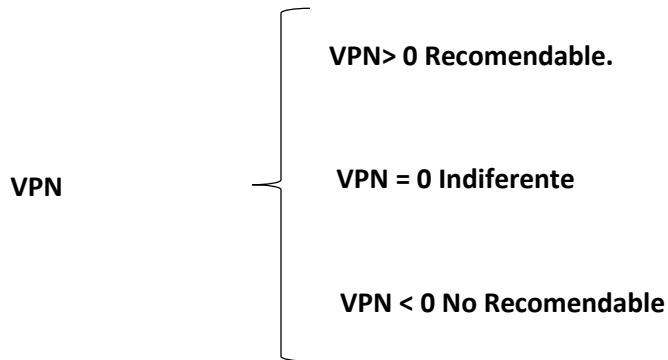 VPN> 0 Recomendable.
VPN
VPN = 0 Indiferente
VPN < 0 No Recomendable